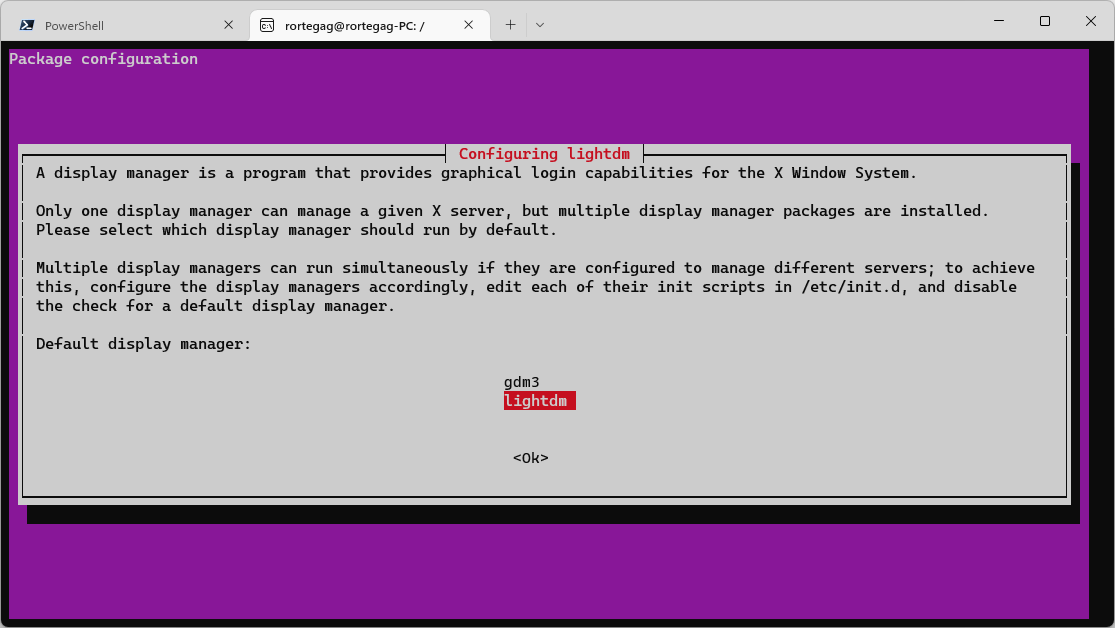 PowerShell
rortegag@rortegag-PC: /
Package configuration
Configuring lightdm
A display manager is a program that provides graphical login capabilities for the X Window System.
Only one display manager can manage a given X server, but multiple display manager packages are installed.
Please select which display manager should run by default.
Multiple display managers can run simultaneously if they are configured to manage different servers; to achieve
this, configure the display managers accordingly, edit each of their init scripts in /etc/init.d, and disable
the check for a default display manager.
Default display manager:
gdm3
lightdm
<Ok>